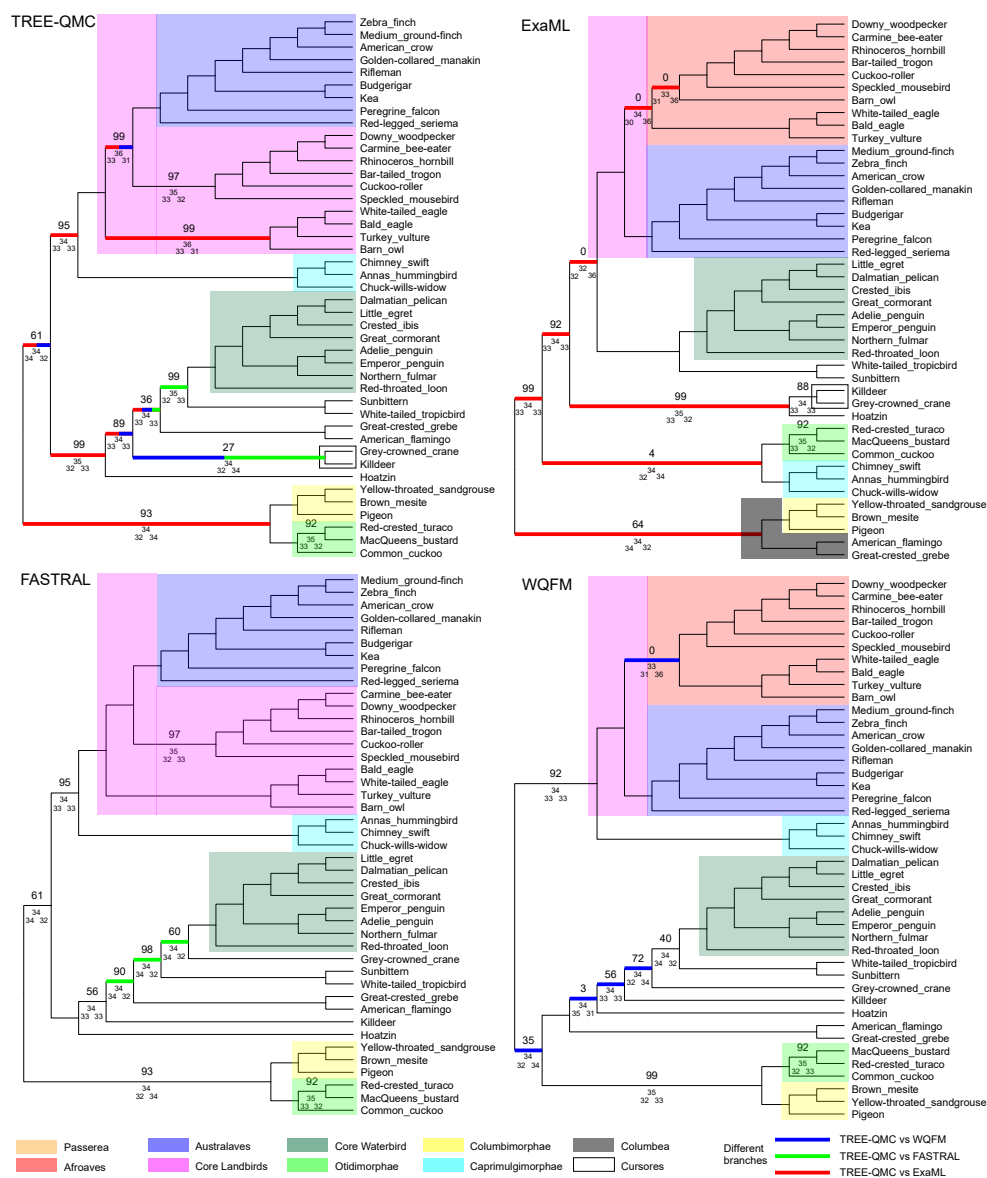 TREE-QMC
Zebra_finch
Medium_ground-finch
American_crow
Golden-collared_manakin
Rifleman
Budgerigar
Kea
Peregrine_falcon
Red-legged_seriema
99
36
33 31
Downy_woodpecker
Carmine_bee-eater
Rhinoceros_hornbill
Bar-tailed_trogon
97
35
33 32
Cuckoo-roller
Speckled_mousebird
White-tailed_eagle
Bald_eagle
99
36
33 31
Turkey_vulture
Barn_owl
95
34
33 33
Chimney_swift
Annas_hummingbird
Chuck-wills-widow
Dalmatian_pelican
Little_egret
Crested_ibis
Great_cormorant
61
34
34 32
Adelie_penguin
Emperor_penguin
Northern_fulmar
Red-throated_loon
99
35
32 33
Sunbittern
White-tailed_tropicbird
36
34
34 33
Great-crested_grebe
American_flamingo
89
34
34 33
27
34
32 34
Grey-crowned_crane
Killdeer
99
35
32 33
Hoatzin
Yellow-throated_sandgrouse
Brown_mesite
Pigeon
93
34
32 34
92
35
33 32
Red-crested_turaco
MacQueens_bustard
Common_cuckoo
ExaML
Downy_woodpecker
Carmine_bee-eater
Rhinoceros_hornbill
Bar-tailed_trogon
Cuckoo-roller
0
33
31 36
Speckled_mousebird
Barn_owl
0
34
30 36
White-tailed_eagle
Bald_eagle
Turkey_vulture
Medium_ground-finch
Zebra_finch
American_crow
Golden-collared_manakin
Rifleman
Budgerigar
Kea
Peregrine_falcon
Red-legged_seriema
0
32
32 36
Little_egret
Dalmatian_pelican
Crested_ibis
Great_cormorant
Adelie_penguin
Emperor_penguin
Northern_fulmar
Red-throated_loon
92
34
33 33
White-tailed_tropicbird
Sunbittern
99
35
33 32
88
34
33 33
Killdeer
Grey-crowned_crane
Hoatzin
99
34
33 33
92
35
33 32
Red-crested_turaco
MacQueens_bustard
Common_cuckoo
4
34
32 34
Chimney_swift
Annas_hummingbird
Chuck-wills-widow
Yellow-throated_sandgrouse
Brown_mesite
Pigeon
64
34
34 32
American_flamingo
Great-crested_grebe
FASTRAL
Medium_ground-finch
Zebra_finch
American_crow
Golden-collared_manakin
Rifleman
Budgerigar
Kea
Peregrine_falcon
Red-legged_seriema
Carmine_bee-eater
Downy_woodpecker
Rhinoceros_hornbill
Bar-tailed_trogon
97
35
32 33
Cuckoo-roller
Speckled_mousebird
Bald_eagle
White-tailed_eagle
Turkey_vulture
Barn_owl
95
34
33 33
Annas_hummingbird
Chimney_swift
Chuck-wills-widow
Little_egret
Dalmatian_pelican
Crested_ibis
Great_cormorant
61
34
34 32
Emperor_penguin
Adelie_penguin
Northern_fulmar
Red-throated_loon
60
34
34 32
Grey-crowned_crane
98
34
34 32
Sunbittern
White-tailed_tropicbird
90
34
34 32
Great-crested_grebe
American_flamingo
56
34
33 33
Killdeer
Hoatzin
Yellow-throated_sandgrouse
Brown_mesite
Pigeon
93
34
32 34
92
35
33 32
Red-crested_turaco
MacQueens_bustard
Common_cuckoo
WQFM
Downy_woodpecker
Carmine_bee-eater
Rhinoceros_hornbill
Bar-tailed_trogon
Cuckoo-roller
Speckled_mousebird
0
33
31 36
White-tailed_eagle
Bald_eagle
Turkey_vulture
Barn_owl
Medium_ground-finch
Zebra_finch
American_crow
Golden-collared_manakin
Rifleman
Budgerigar
Kea
Peregrine_falcon
Red-legged_seriema
92
34
33 33
Annas_hummingbird
Chimney_swift
Chuck-wills-widow
Dalmatian_pelican
Little_egret
Crested_ibis
Great_cormorant
Adelie_penguin
Emperor_penguin
Northern_fulmar
Red-throated_loon
40
34
34 32
White-tailed_tropicbird
Sunbittern
72
34
32 34
Grey-crowned_crane
56
34
33 33
Killdeer
3
34
35 31
Hoatzin
American_flamingo
Great-crested_grebe
35
34
32 34
92
35
32 33
MacQueens_bustard
Red-crested_turaco
Common_cuckoo
99
35
32 33
Brown_mesite
Yellow-throated_sandgrouse
Pigeon
Passerea
Australaves
Core Waterbird
Columbimorphae
Columbea
Afroaves
Core Landbirds
Otidimorphae
Caprimulgimorphae
Cursores
Different
branches
TREE-QMC vs WQFM
TREE-QMC vs FASTRAL
TREE-QMC vs ExaML